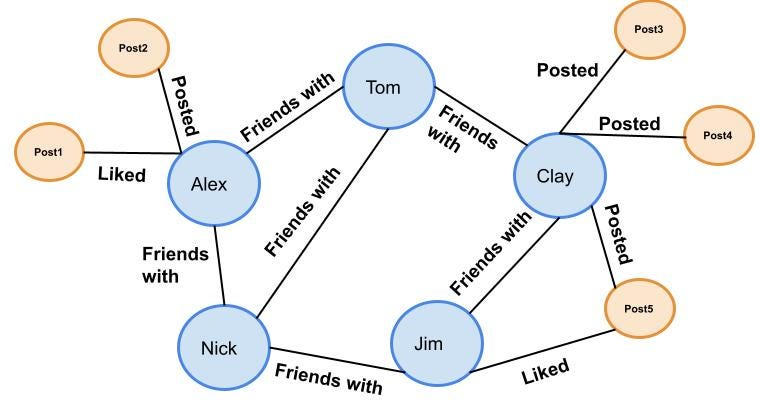 Post3
Post2
Posted
Tom
Posted
Friends with
Friends
with
Posted
Post4
Post1
Liked
Alex
Clay
Friends with
Posted
Friends
with
Friends with
Post5
Nick
Jim
Friends with
Liked